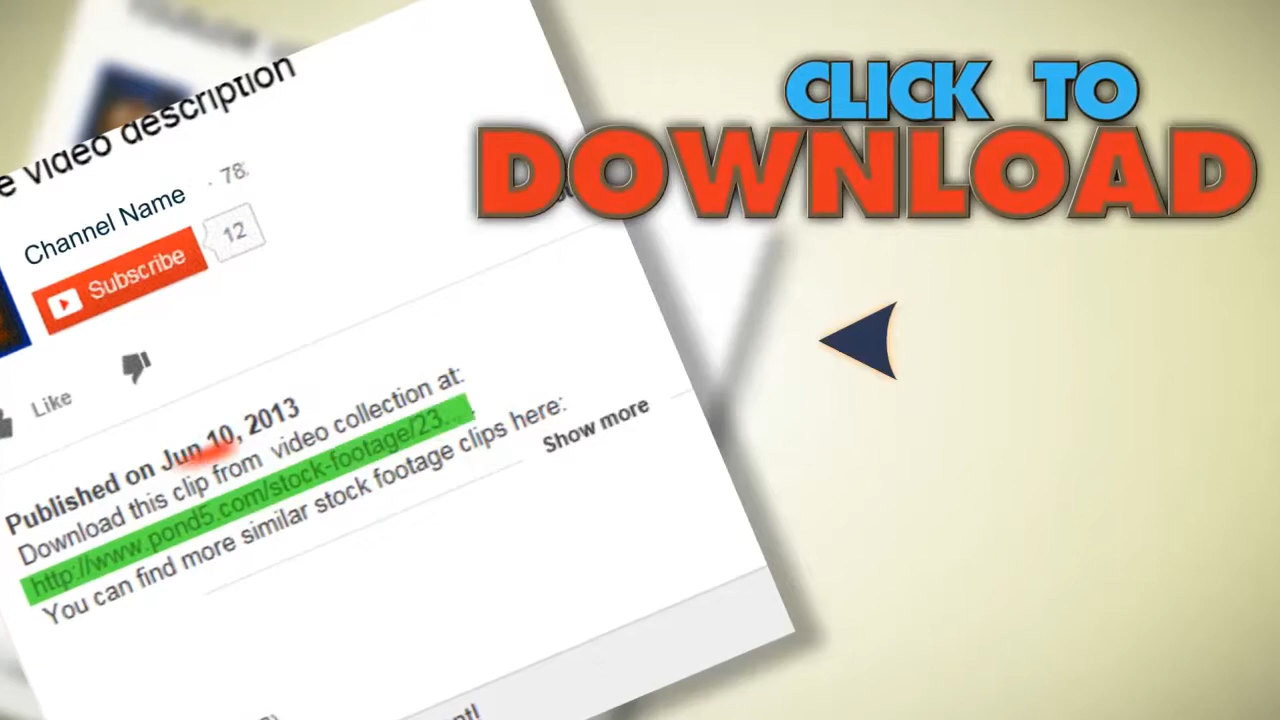 CLICK TO
DOWNLOAD
e video description
Channel Name
Subscribe
12
Like
Published on Jun 10, 2013
Download this clip from video collection at:
http://www.pond5.com/stock-footage/23...
You can find more similar stock footage clips here:
Show more